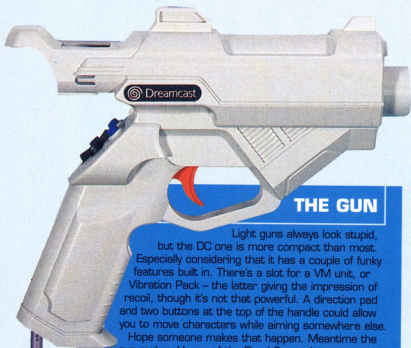 Dreamcast
THE GUN
Light guns always look stupid,
but the DC one is more compact than most.
Especially considering that it has a couple of funky
features built in. There's a slot for a VM unit, or
Vibration Pack – the latter giving the impression of
recoil, though it's not that powerful. A direction pad
and two buttons at the top of the handle could allow
you to move characters while aiming somewhere else.
Hope someone makes that happen. Meantime the